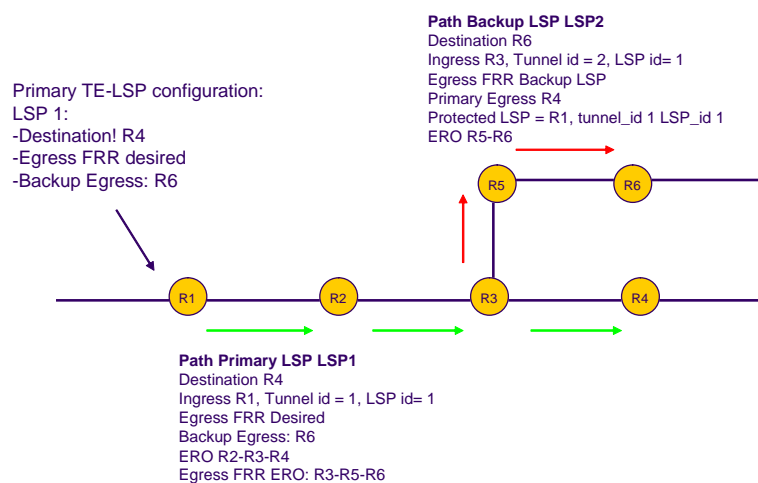 Path Backup LSP LSP2
Destination R6
Ingress R3, Tunnel id = 2, LSP id= 1
Egress FRR Backup LSP
Primary Egress R4
Protected LSP = R1, tunnel_id 1 LSP_id 1
ERO R5-R6
Primary TE-LSP configuration:
LSP 1:
-Destination! R4
-Egress FRR desired
-Backup Egress: R6
R5
R6
R1
R2
R3
R4
Path Primary LSP LSP1
Destination R4
Ingress R1, Tunnel id = 1, LSP id= 1
Egress FRR Desired
Backup Egress: R6
ERO R2-R3-R4
Egress FRR ERO: R3-R5-R6